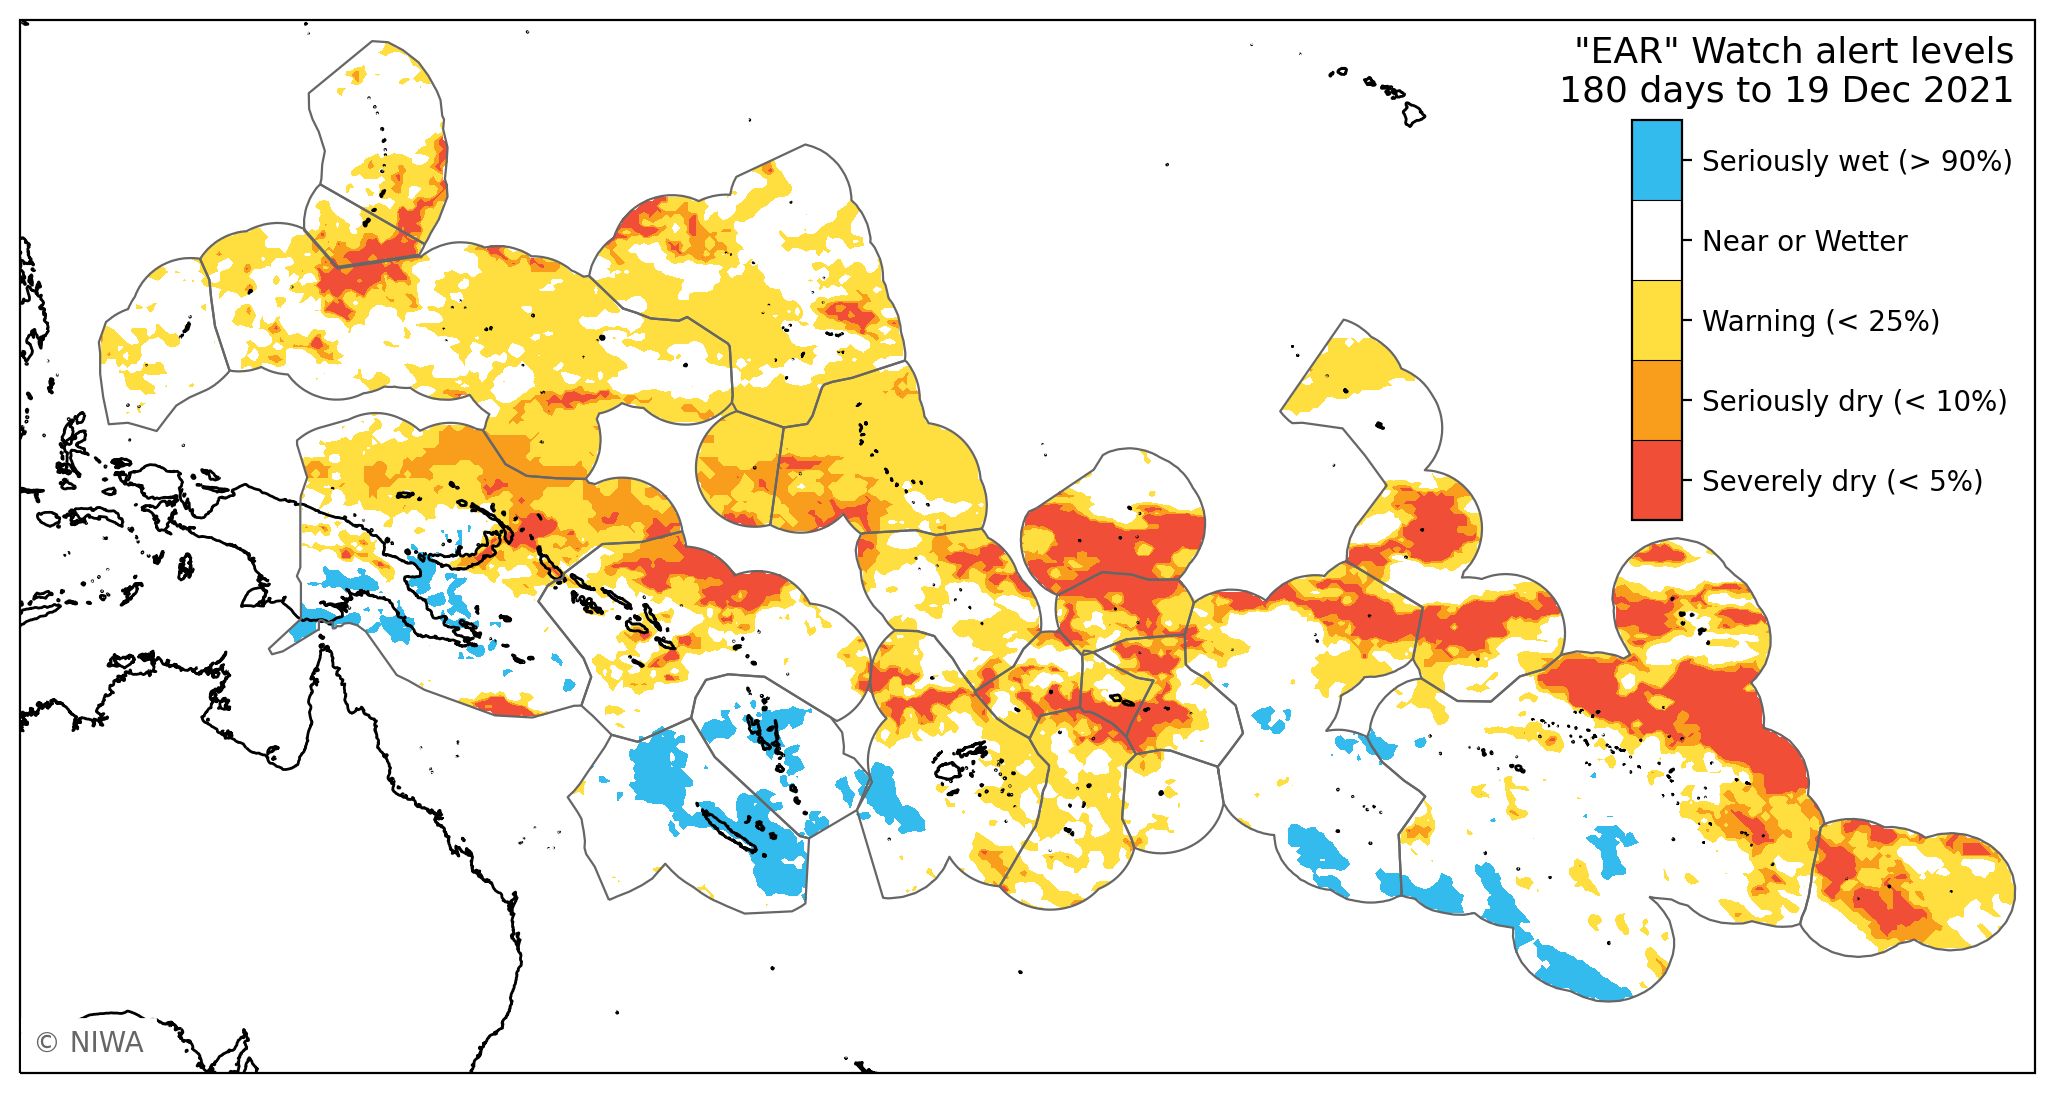 "EAR" Watch alert levels
180 days to 19 Dec 2021
Seriously wet (> 90%)
Near or Wetter
Warning (< 25%)
Seriously dry (< 10%)
Severely dry (< 5%)
© NIWA